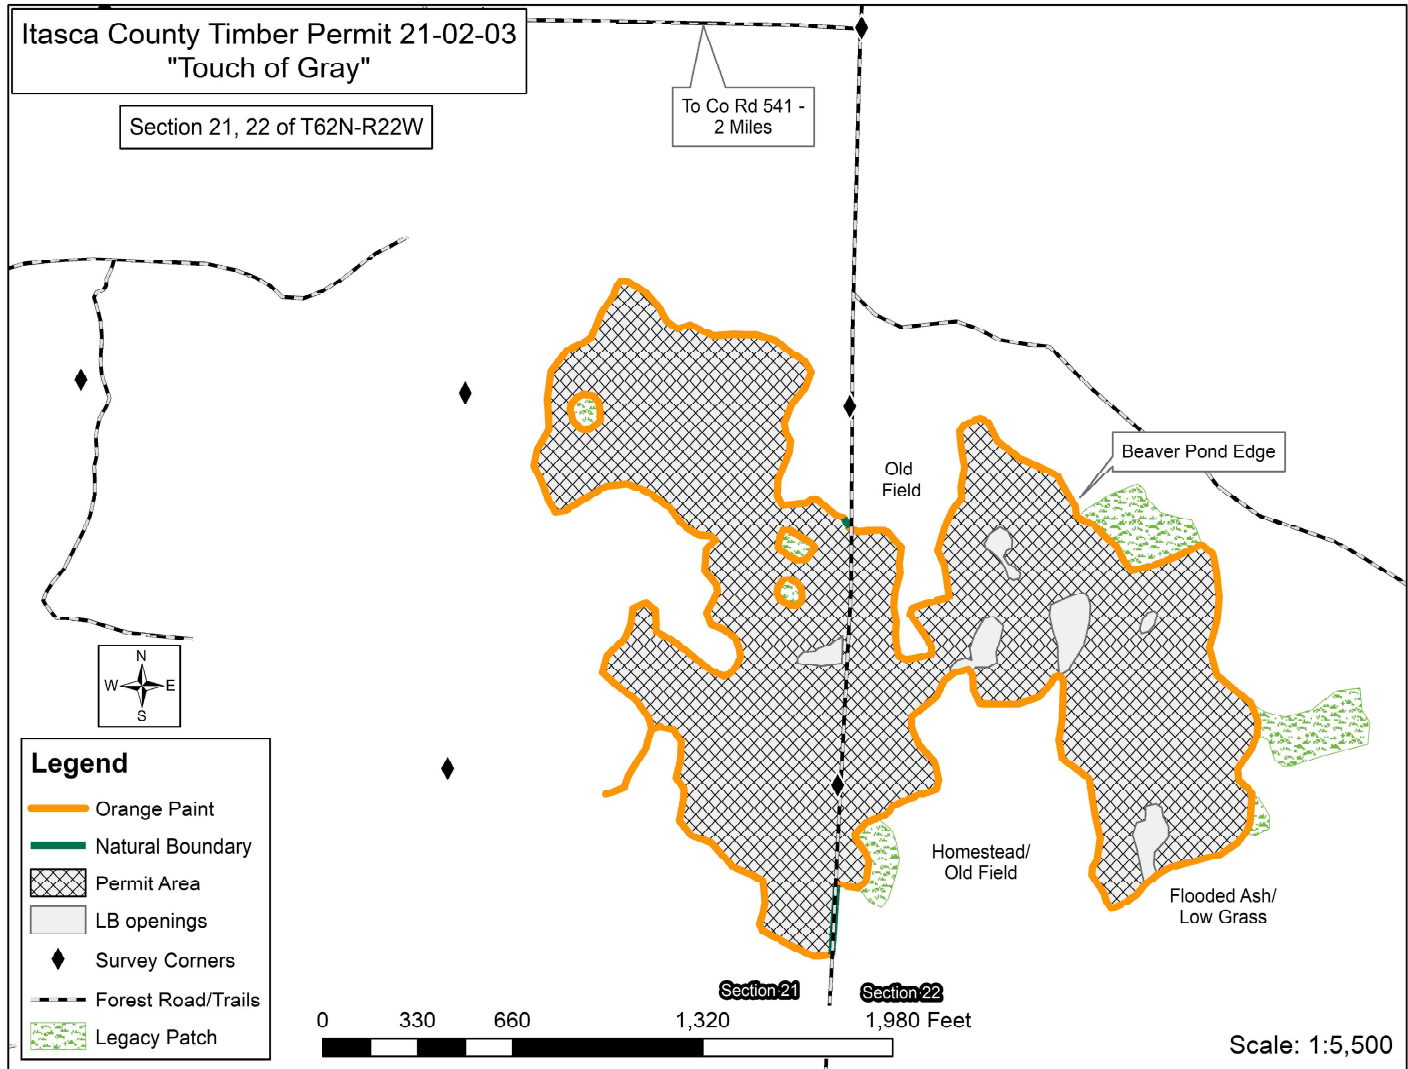 Itasca County Timber Permit 21-02-03
"Touch of Gray"
Section 21, 22 of T62N-R22W
To Co Rd 541 -
2 Miles
Beaver Pond Edge
Old
Field
N
W E
S
Legend
Orange Paint
Natural Boundary
Permit Area
LB openings
Survey Corners
Forest Road/Trails
Legacy Patch
Homestead/
Old Field
Flooded Ash/
Low Grass
Section 21
Section 22
0 330 660 1,320 1,980 Feet
Scale: 1:5,500